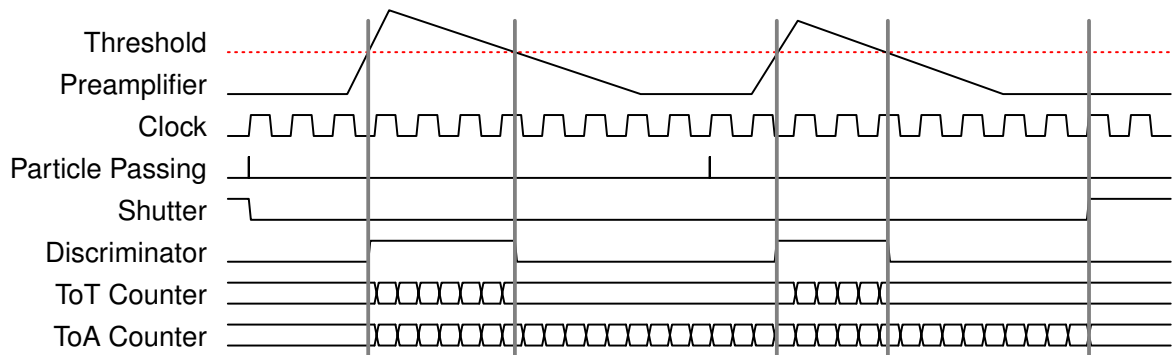 Threshold
Preamplifier
Clock
Particle Passing
Shutter
Discriminator
ToT Counter
ToA Counter